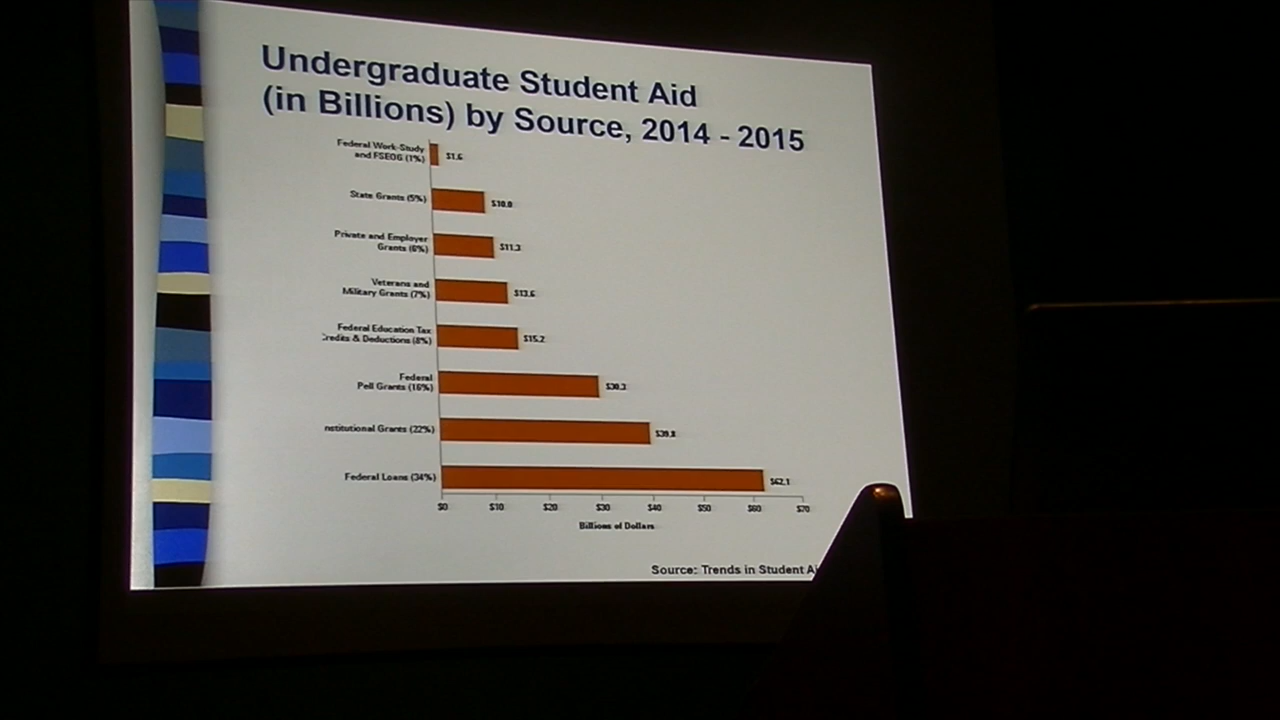 Undergraduate Student Aid
(in Billions) by Source, 2014 - 2015
Federal Work-Study
and FSEOG (1%)
$1.6
State Grants (5%)
$10.0
Private and Employer
Grants (6%)
$11.3
Veterans and
Military Grants (7%)
$13.6
Federal Education Tax
Credits & Deductions (8%)
$15.2
Federal
Pell Grants (16%)
$30.3
nstitutional Grants (22%)
$39.8
Federal Loans (34%)
$62.1
$0 $10 $20 $30 $40 $50 $60 $70
Billions of Dollars
Source: Trends in Student Ai